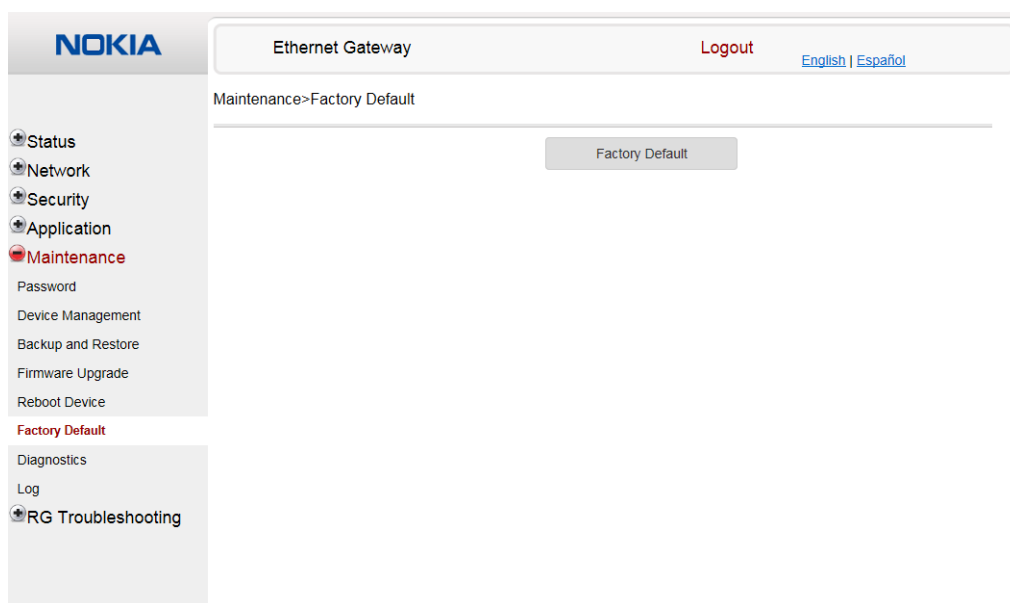 NOKIA
Ethernet Gateway
Logout
English | Español
Maintenance>Factory Default
Factory Default
Status
Network
Security
Application
Maintenance
Password
Device Management
Backup and Restore
Firmware Upgrade
Reboot Device
Factory Default
Diagnostics
Log
RG Troubleshooting